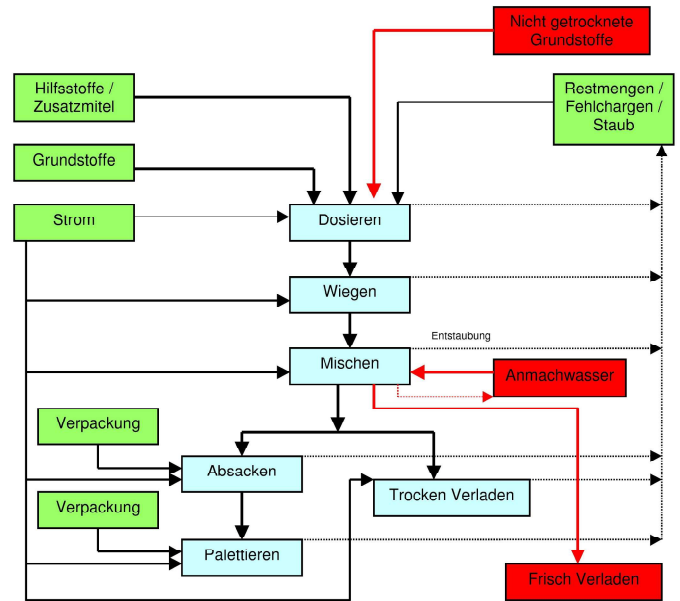 Nicht getrocknete
Grundstoffe
Hilfsstoffe /
Zusatzmitel
Restmengen /
Fehlchargen /
Staub
Grundstoffe
Strom
Dosieren
Wiegen
Entstaubung
Mischen
Anmachwasser
Verpackung
Absacken
Trocken Verladen
Verpackung
Palettieren
Frisch Verladen